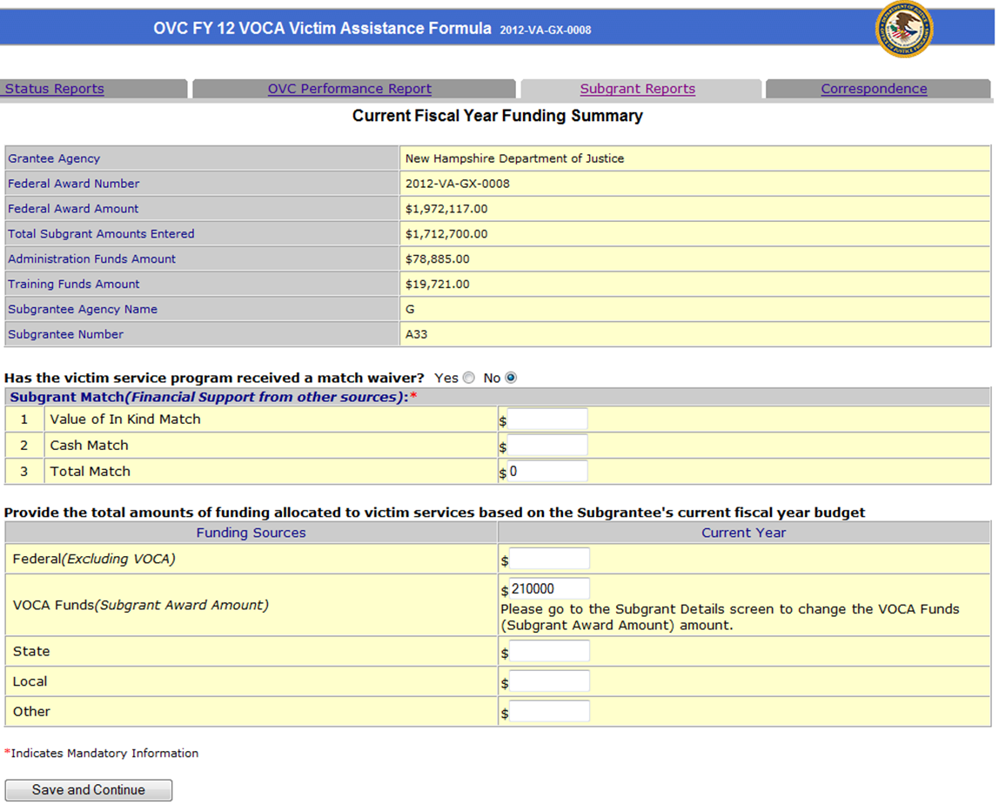 OVC FY 12 VOCA Victim Assistance Formula 2012-VA-GX-0008
Status Reports OVC Performance Report Subgrant Reports Correspondence
Current Fiscal Year Funding Summary
Grantee Agency New Hampshire Department of Justice
Federal Award Number 2012-VA-GX-0008
Federal Award Amount $1,972,117.00
Total Subgrant Amounts Entered $1,712,700.00
Administration Funds Amount $78,885.00
Training Funds Amount $19,721.00
Subgrantee Agency Name G
Subgrantee Number A33
Has the victim service program received a match waiver? Yes No
Subgrant Match(Financial Support from other sources):*
1 Value of In Kind Match $
2 Cash Match $
3 Total Match $ 0
Provide the total amounts of funding allocated to victim services based on the Subgrantee's current fiscal year budget
Funding Sources Current Year
Federal(Excluding VOCA) $
VOCA Funds(Subgrant Award Amount) $ 210000
Please go to the Subgrant Details screen to change the VOCA Funds
(Subgrant Award Amount) amount.
State $
Local $
Other $
*Indicates Mandatory Information
Save and Continue